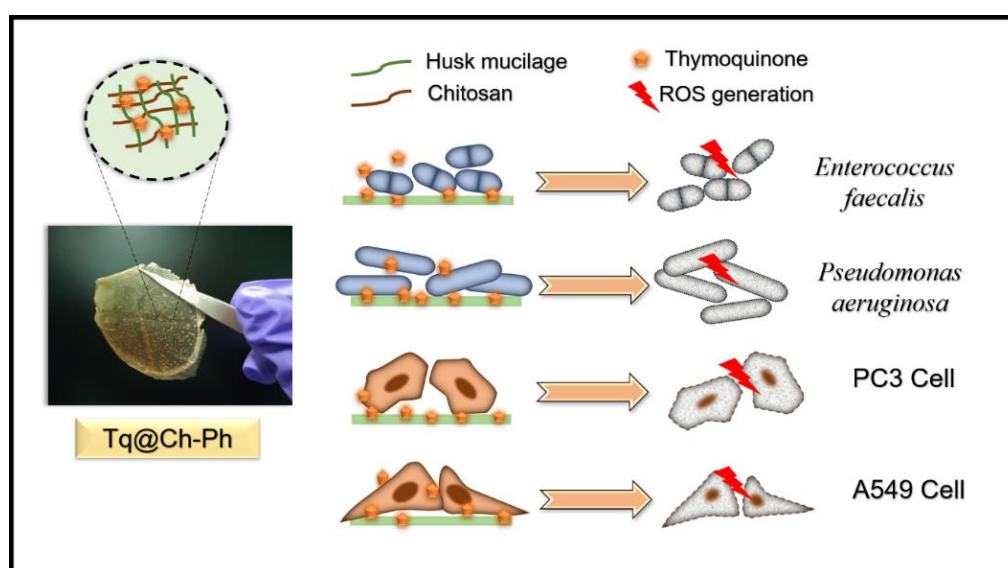 Husk mucilage
Chitosan
Thymoquinone
ROS generation
Enterococcus
faecalis
Pseudomonas
aeruginosa
PC3 Cell
A549 Cell
Tq@Ch-Ph